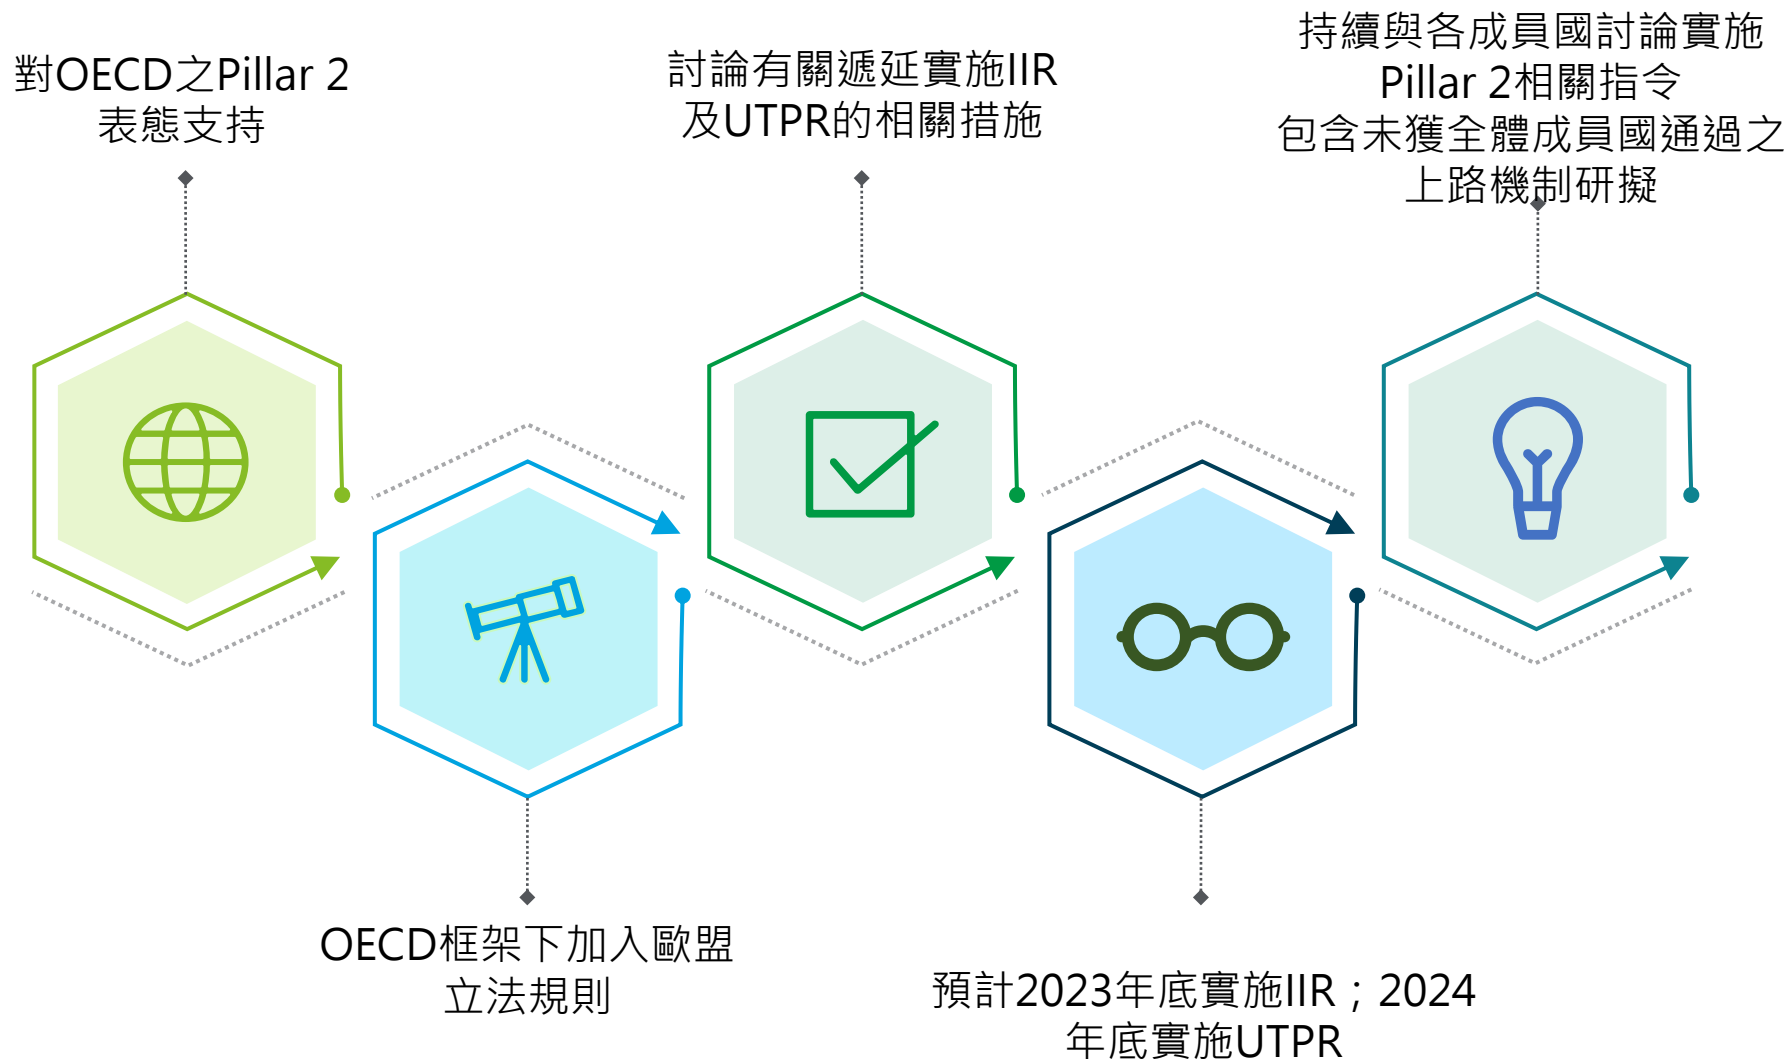 對OECD之Pillar 2
表態支持
OECD框架下加入歐盟
立法規則
討論有關遞延實施IIR
及UTPR的相關措施
預計2023年底實施IIR；2024
年底實施UTPR
持續與各成員國討論實施
Pillar 2相關指令
包含未獲全體成員國通過之
上路機制研擬